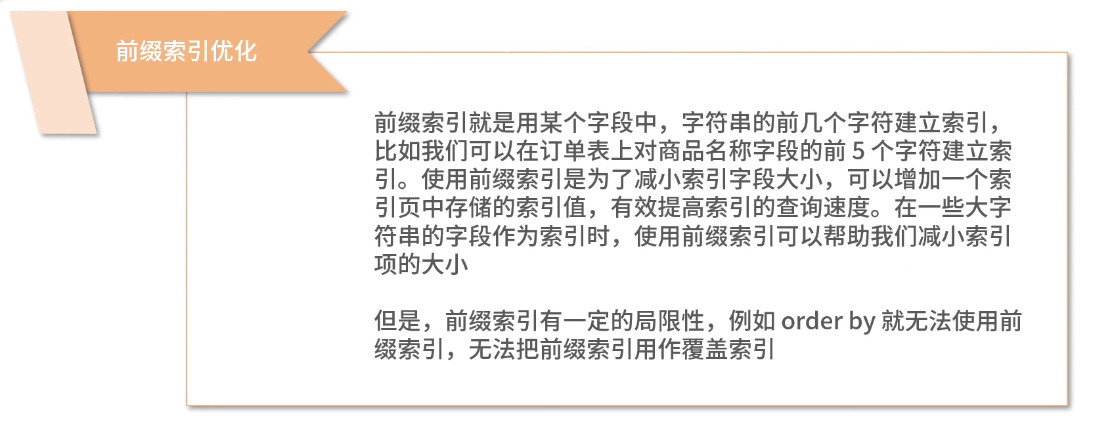 前缀索引优化
前缀索引就是用某个字段中，字符串的前几个字符建立索引，
比如我们可以在订单表上对商品名称字段的前 5 个字符建立索
引。使用前缀索引是为了减小索引字段大小，可以增加一个索
引页中存储的索引值，有效提高索引的查询速度。在一些大字
符串的字段作为索引时，使用前缀索引可以帮助我们减小索引
项的大小
但是，前缀索引有一定的局限性，例如 order by 就无法使用前
缀索引，无法把前缀索引用作覆盖索引